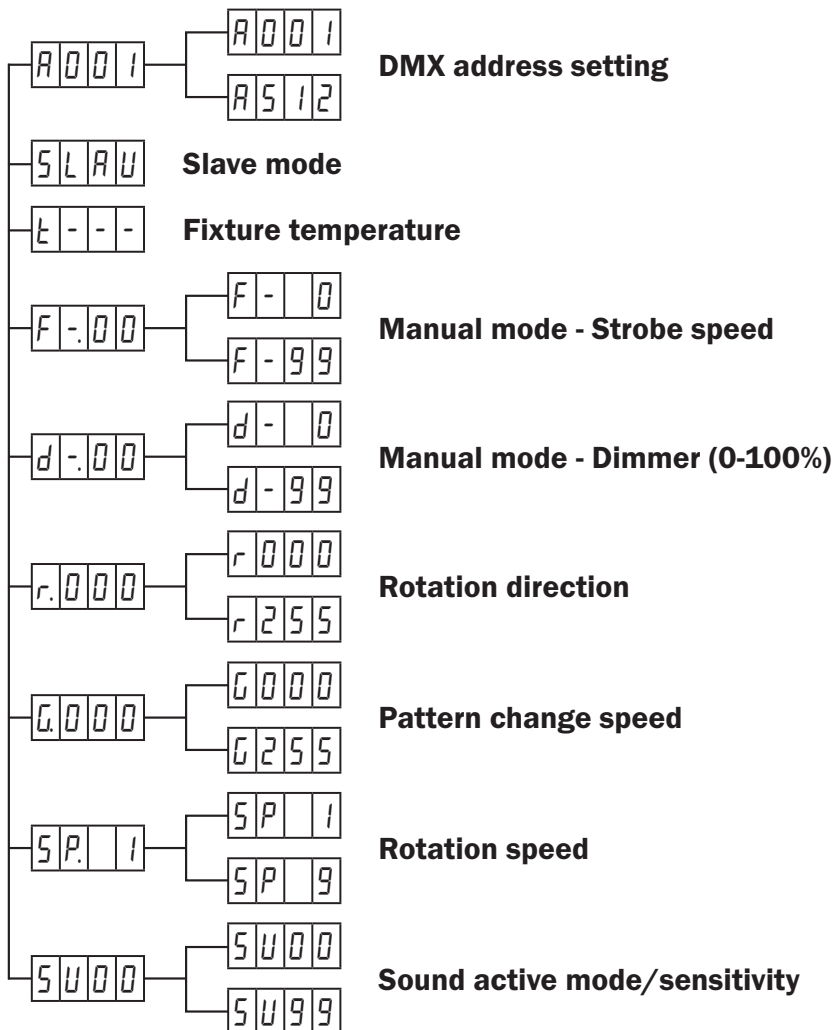 A001
A001
A512
DMX address setting
SLAU
Slave mode
t---
Fixture temperature
F-.00
F- 0
F-99
Manual mode - Strobe speed
d-.00
d- 0
d-99
Manual mode - Dimmer (0-100%)
r.000
r000
r255
Rotation direction
G.000
G000
G255
Pattern change speed
SP. 1
SP 1
SP 9
Rotation speed
SU00
SU00
SU99
Sound active mode/sensitivity